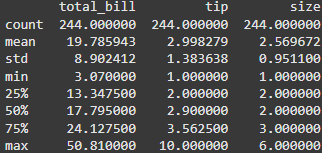 total_bill tip size
count 244.000000 244.000000 244.000000
mean 19.785943 2.998279 2.569672
std 8.902412 1.383638 0.951100
min 3.070000 1.000000 1.000000
25% 13.347500 2.000000 2.000000
50% 17.795000 2.900000 2.000000
75% 24.127500 3.562500 3.000000
max 50.810000 10.000000 6.000000